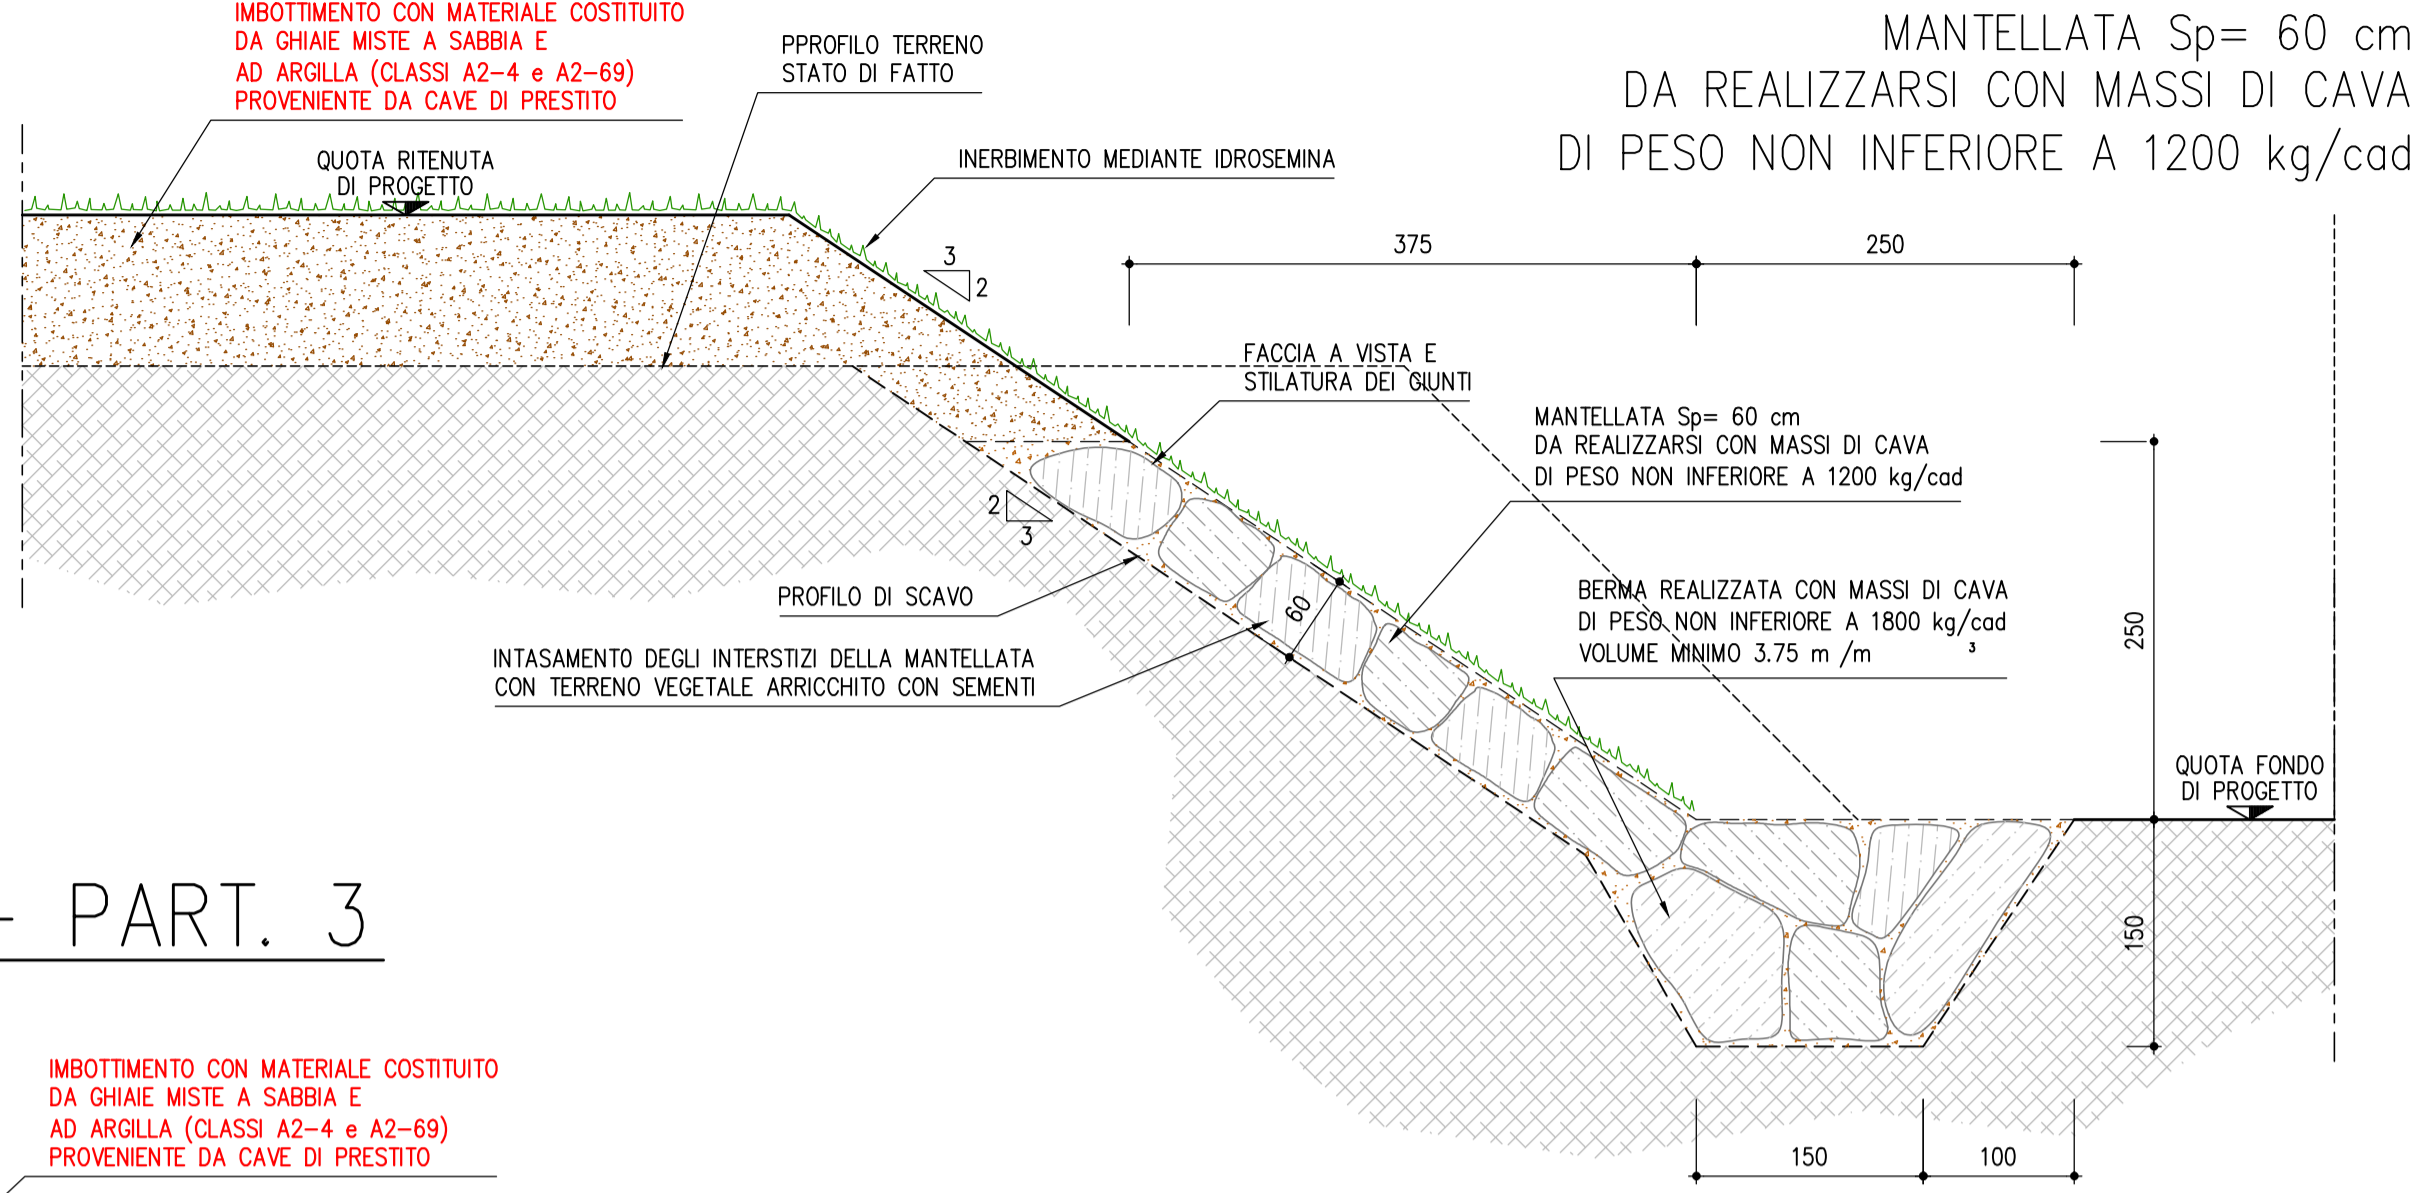 IMBOTTIMENTO CON MATERIALE COSTITUITO
DA GHIAIE MISTE A SABBIA E
AD ARGILLA (CLASSI A2-4 e A2-69)
PROVENIENTE DA CAVE DI PRESTITO
PPROFILO TERRENO
STATO DI FATTO
MANTELLATA Sp= 60 cm
DA REALIZZARSI CON MASSI DI CAVA
DI PESO NON INFERIORE A 1200 kg/cad
QUOTA RITENUTA
DI PROGETTO
INERBIMENTO MEDIANTE IDROSEMINA
3
2
375
250
FACCIA A VISTA E
STILATURA DEI GIUNTI
MANTELLATA Sp= 60 cm
DA REALIZZARSI CON MASSI DI CAVA
DI PESO NON INFERIORE A 1200 kg/cad
2
3
PROFILO DI SCAVO
60
BERMA REALIZZATA CON MASSI DI CAVA
DI PESO NON INFERIORE A 1800 kg/cad
VOLUME MINIMO 3.75 m /m 3
250
INTASAMENTO DEGLI INTERSTIZI DELLA MANTELLATA
CON TERRENO VEGETALE ARRICCHITO CON SEMENTI
QUOTA FONDO
DI PROGETTO
- PART. 3
150
IMBOTTIMENTO CON MATERIALE COSTITUITO
DA GHIAIE MISTE A SABBIA E
AD ARGILLA (CLASSI A2-4 e A2-69)
PROVENIENTE DA CAVE DI PRESTITO
150
100